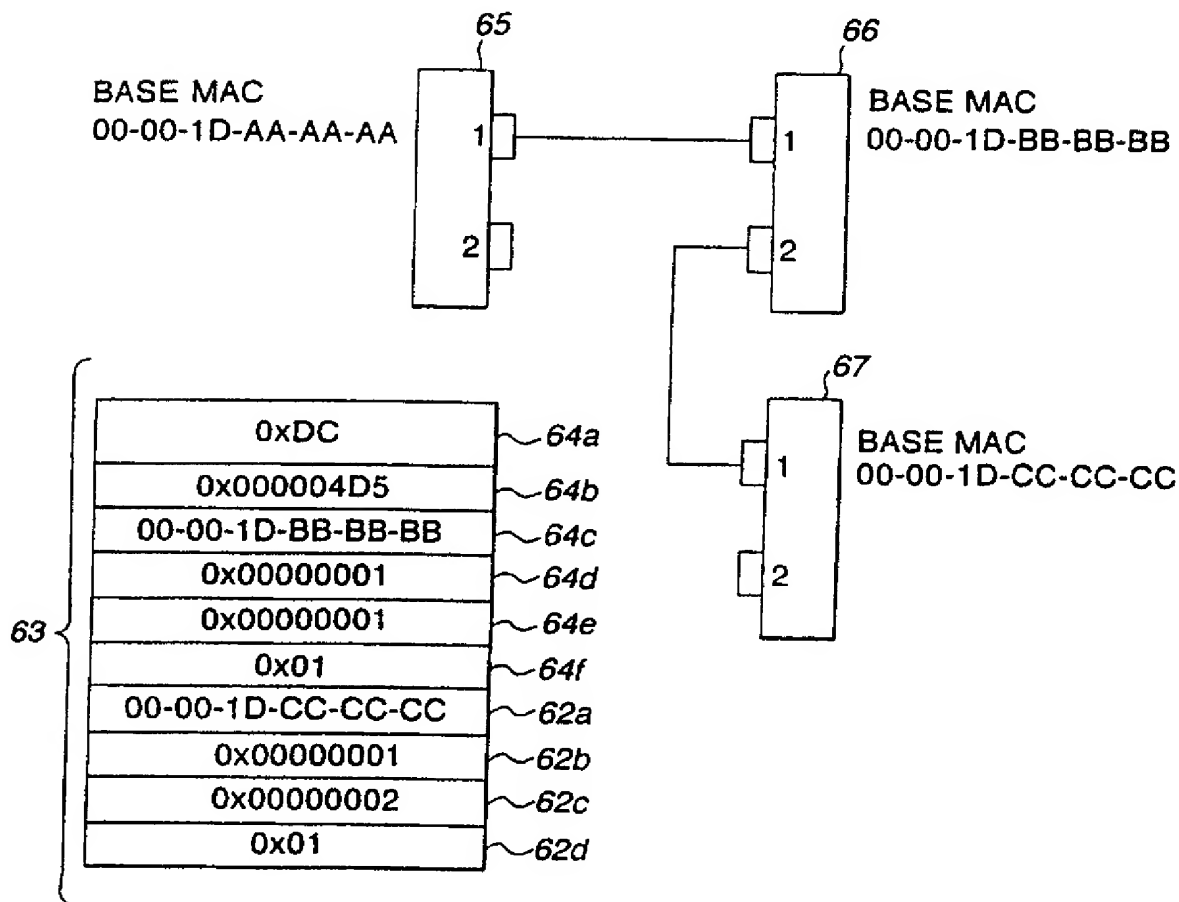 65
BASE MAC
00-00-1D-AA-AA-AA
1
2
66
BASE MAC
00-00-1D-BB-BB-BB
1
2
67
BASE MAC
00-00-1D-CC-CC-CC
1
2
63
0xDC 64a
0x000004D5 64b
00-00-1D-BB-BB-BB 64c
0x00000001 64d
0x00000001 64e
0x01 64f
00-00-1D-CC-CC-CC 62a
0x00000001 62b
0x00000002 62c
0x01 62d